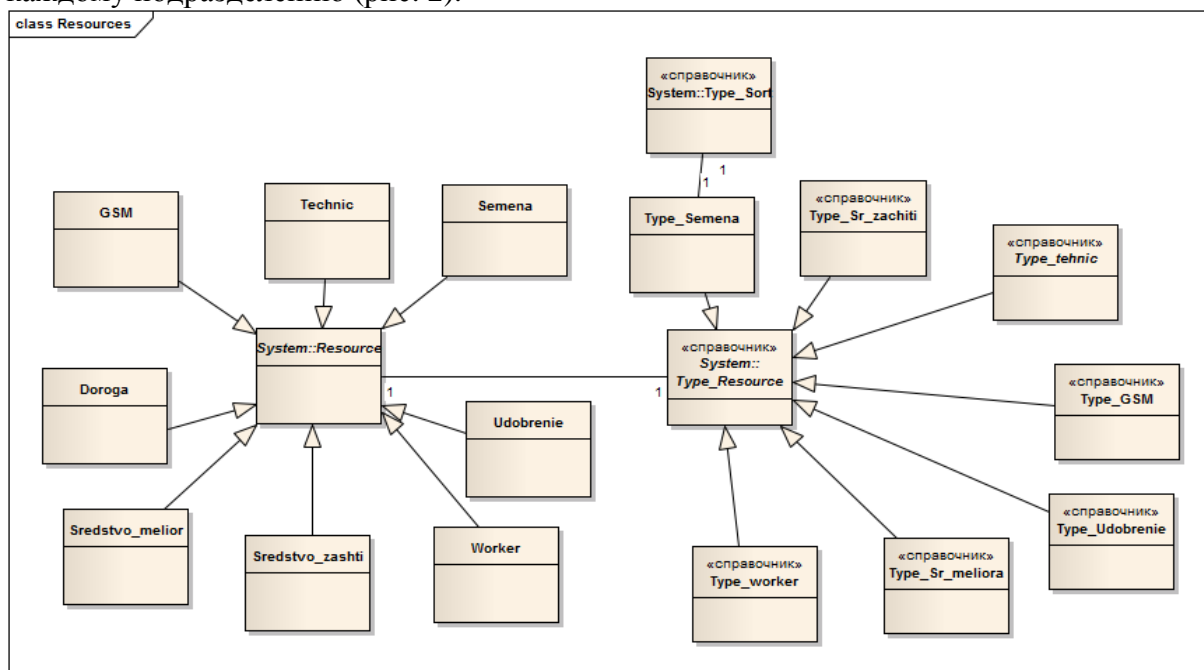 каждому подразделению (рис. 2).
class Resources
«справочник»
System::Type_Sort
1
1
GSM
Technic
Semena
Type_Semena
«справочник»
Type_Sr_zachiti
«справочник»
Type_tehnic
System::Resource
1
«справочник»
System::
Type_Resource
1
Doroga
Udobrenie
«справочник»
Type_GSM
Sredstvo_melior
Sredstvo_zashti
Worker
«справочник»
Type_worker
«справочник»
Type_Sr_meliora
«справочник»
Type_Udobrenie